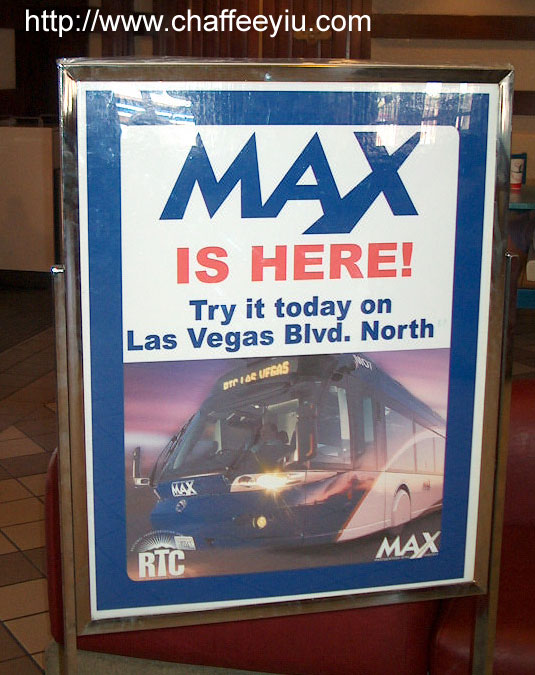 http://www.chaffeeyiu.com
MAX
IS HERE!
Try it today on
Las Vegas Blvd. North
RTC LAS VEGAS
MAX
RTC
MAX